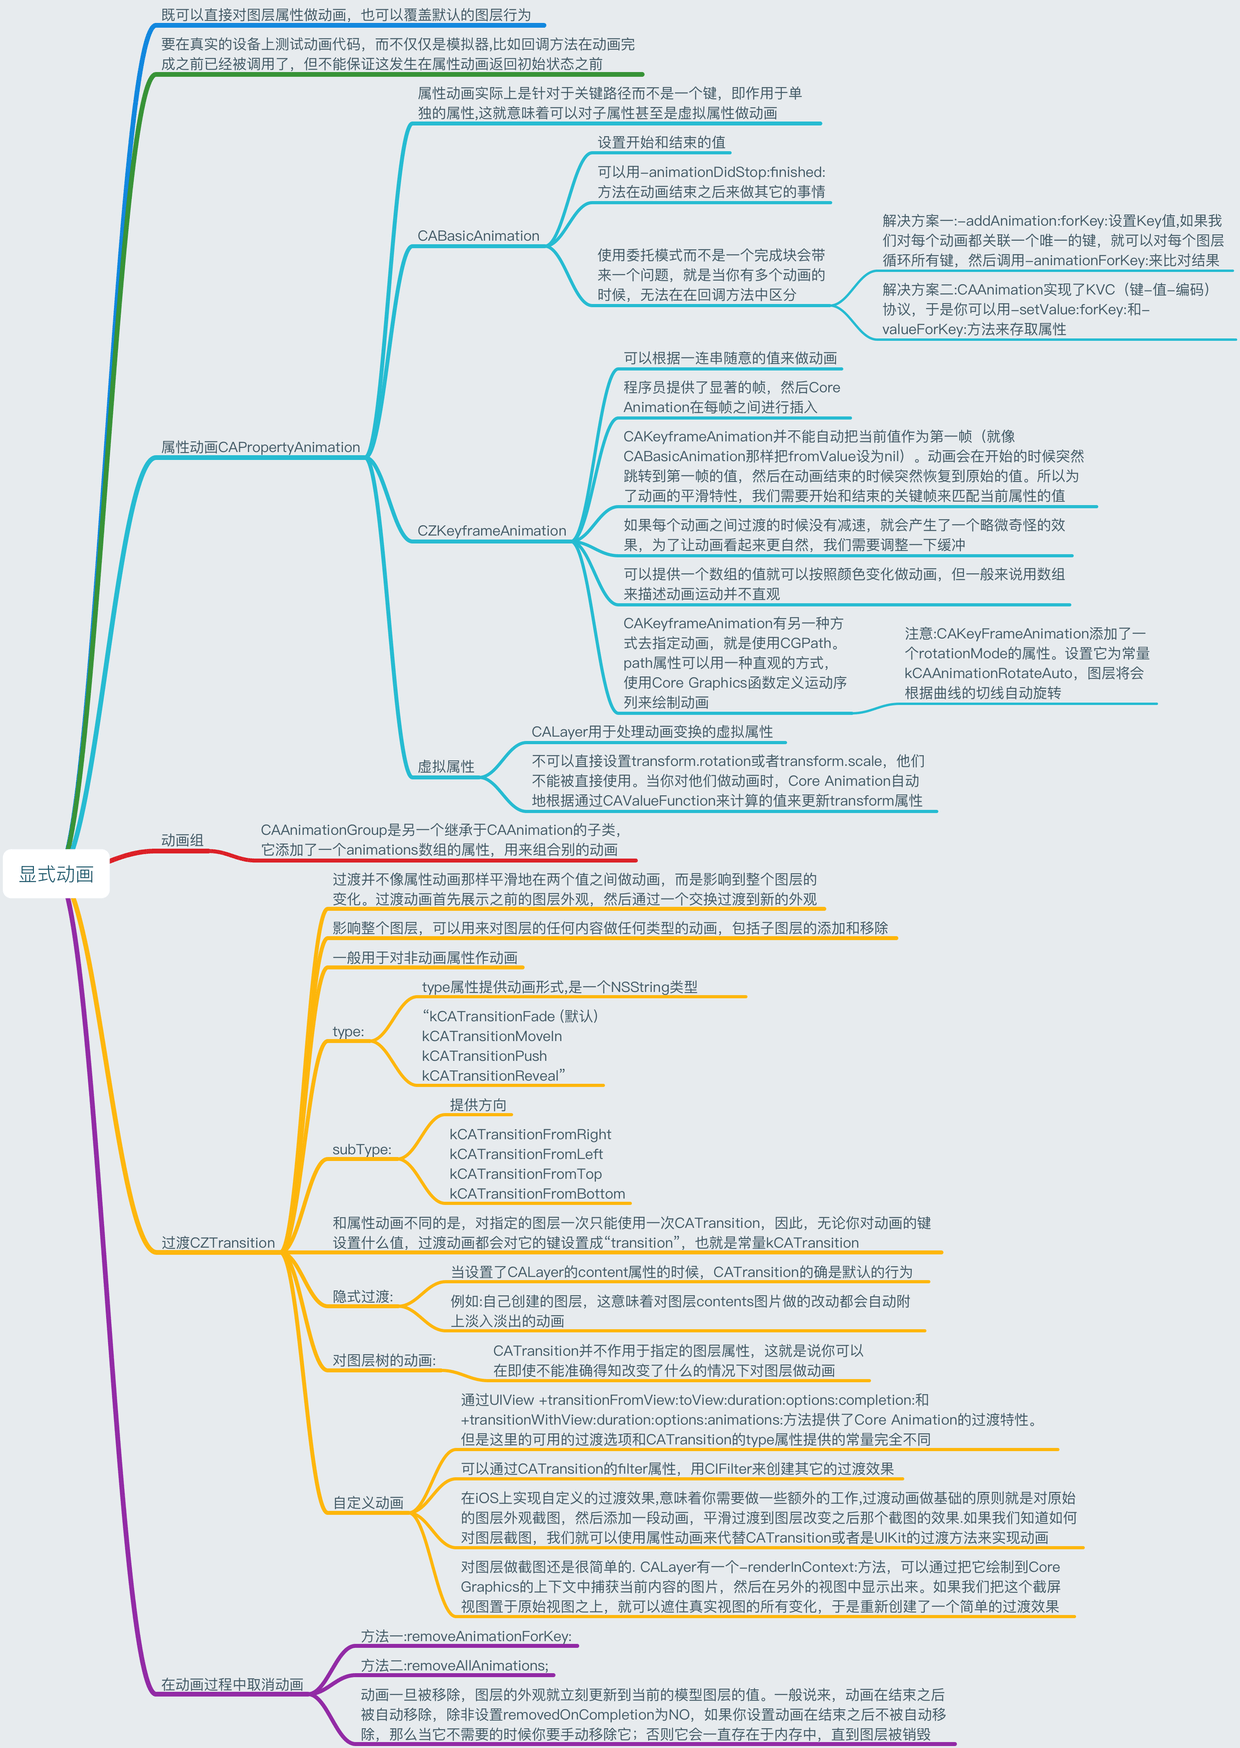 既可以直接对图层属性做动画，也可以覆盖默认的图层行为
要在真实的设备上测试动画代码，而不仅仅是模拟器,比如回调方法在动画完
成之前已经被调用了，但不能保证这发生在属性动画返回初始状态之前
属性动画CAPropertyAnimation
属性动画实际上是针对于关键路径而不是一个键，即作用于单
独的属性,这就意味着可以对子属性甚至是虚拟属性做动画
CABasicAnimation
设置开始和结束的值
可以用-animationDidStop:finished:
方法在动画结束之后来做其它的事情
使用委托模式而不是一个完成块会带
来一个问题，就是当你有多个动画的
时候，无法在在回调方法中区分
解决方案一:-addAnimation:forKey:设置Key值,如果我
们对每个动画都关联一个唯一的键，就可以对每个图层
循环所有键，然后调用-animationForKey:来比对结果
解决方案二:CAAnimation实现了KVC（键-值-编码）
协议，于是你可以用-setValue:forKey:和-
valueForKey:方法来存取属性
CZKeyframeAnimation
可以根据一连串随意的值来做动画
程序员提供了显著的帧，然后Core
Animation在每帧之间进行插入
CAKeyframeAnimation并不能自动把当前值作为第一帧（就像
CABasicAnimation那样把fromValue设为nil）。动画会在开始的时候突然
跳转到第一帧的值，然后在动画结束的时候突然恢复到原始的值。所以为
了动画的平滑特性，我们需要开始和结束的关键帧来匹配当前属性的值
如果每个动画之间过渡的时候没有减速，就会产生了一个略微奇怪的效
果，为了让动画看起来更自然，我们需要调整一下缓冲
可以提供一个数组的值就可以按照颜色变化做动画，但一般来说用数组
来描述动画运动并不直观
CAKeyframeAnimation有另一种方
式去指定动画，就是使用CGPath。
path属性可以用一种直观的方式，
使用Core Graphics函数定义运动序
列来绘制动画
注意:CAKeyFrameAnimation添加了一
个rotationMode的属性。设置它为常量
kCAAnimationRotateAuto，图层将会
根据曲线的切线自动旋转
虚拟属性
CALayer用于处理动画变换的虚拟属性
不可以直接设置transform.rotation或者transform.scale，他们
不能被直接使用。当你对他们做动画时，Core Animation自动
地根据通过CAValueFunction来计算的值来更新transform属性
显式动画
动画组
CAAnimationGroup是另一个继承于CAAnimation的子类，
它添加了一个animations数组的属性，用来组合别的动画
过渡CZTransition
过渡并不像属性动画那样平滑地在两个值之间做动画，而是影响到整个图层的
变化。过渡动画首先展示之前的图层外观，然后通过一个交换过渡到新的外观
影响整个图层，可以用来对图层的任何内容做任何类型的动画，包括子图层的添加和移除
一般用于对非动画属性作动画
type:
type属性提供动画形式,是一个NSString类型
“kCATransitionFade (默认)
kCATransitionMoveIn
kCATransitionPush
kCATransitionReveal”
subType:
提供方向
kCATransitionFromRight
kCATransitionFromLeft
kCATransitionFromTop
kCATransitionFromBottom
和属性动画不同的是，对指定的图层一次只能使用一次CATransition，因此，无论你对动画的键
设置什么值，过渡动画都会对它的键设置成“transition”，也就是常量kCATransition
隐式过渡:
当设置了CALayer的content属性的时候，CATransition的确是默认的行为
例如:自己创建的图层，这意味着对图层contents图片做的改动都会自动附
上淡入淡出的动画
对图层树的动画:
CATransition并不作用于指定的图层属性，这就是说你可以
在即使不能准确得知改变了什么的情况下对图层做动画
自定义动画
通过UIView +transitionFromView:toView:duration:options:completion:和
+transitionWithView:duration:options:animations:方法提供了Core Animation的过渡特性。
但是这里的可用的过渡选项和CATransition的type属性提供的常量完全不同
可以通过CATransition的filter属性，用CIFilter来创建其它的过渡效果
在iOS上实现自定义的过渡效果,意味着你需要做一些额外的工作,过渡动画做基础的原则就是对原始
的图层外观截图，然后添加一段动画，平滑过渡到图层改变之后那个截图的效果.如果我们知道如何
对图层截图，我们就可以使用属性动画来代替CATransition或者是UIKit的过渡方法来实现动画
对图层做截图还是很简单的. CALayer有一个-renderInContext:方法，可以通过把它绘制到Core
Graphics的上下文中捕获当前内容的图片，然后在另外的视图中显示出来。如果我们把这个截屏
视图置于原始视图之上，就可以遮住真实视图的所有变化，于是重新创建了一个简单的过渡效果
在动画过程中取消动画
方法一:removeAnimationForKey:
方法二:removeAllAnimations;
动画一旦被移除，图层的外观就立刻更新到当前的模型图层的值。一般说来，动画在结束之后
被自动移除，除非设置removedOnCompletion为NO，如果你设置动画在结束之后不被自动移
除，那么当它不需要的时候你要手动移除它；否则它会一直存在于内存中，直到图层被销毁